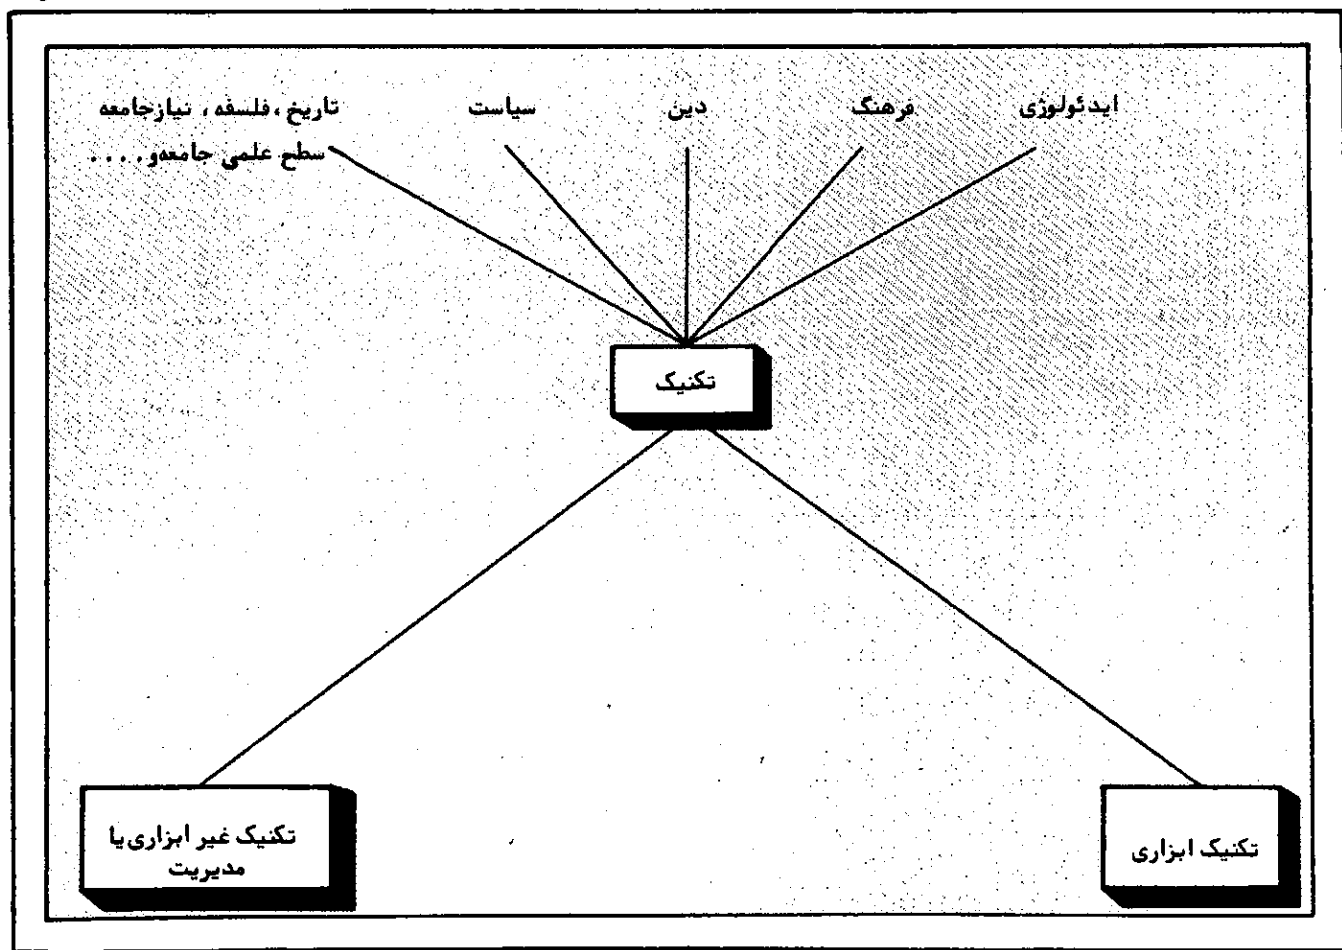 ایدئولوژی
فرهنگ
دین
سیاست
تاریخ ، فلسفه ، نیازجامعه
سطح علمی جامعه‌و ....
تکنیک
تکنیک ابزاری
تکنیک غیر ابزاری یا
مدیریت